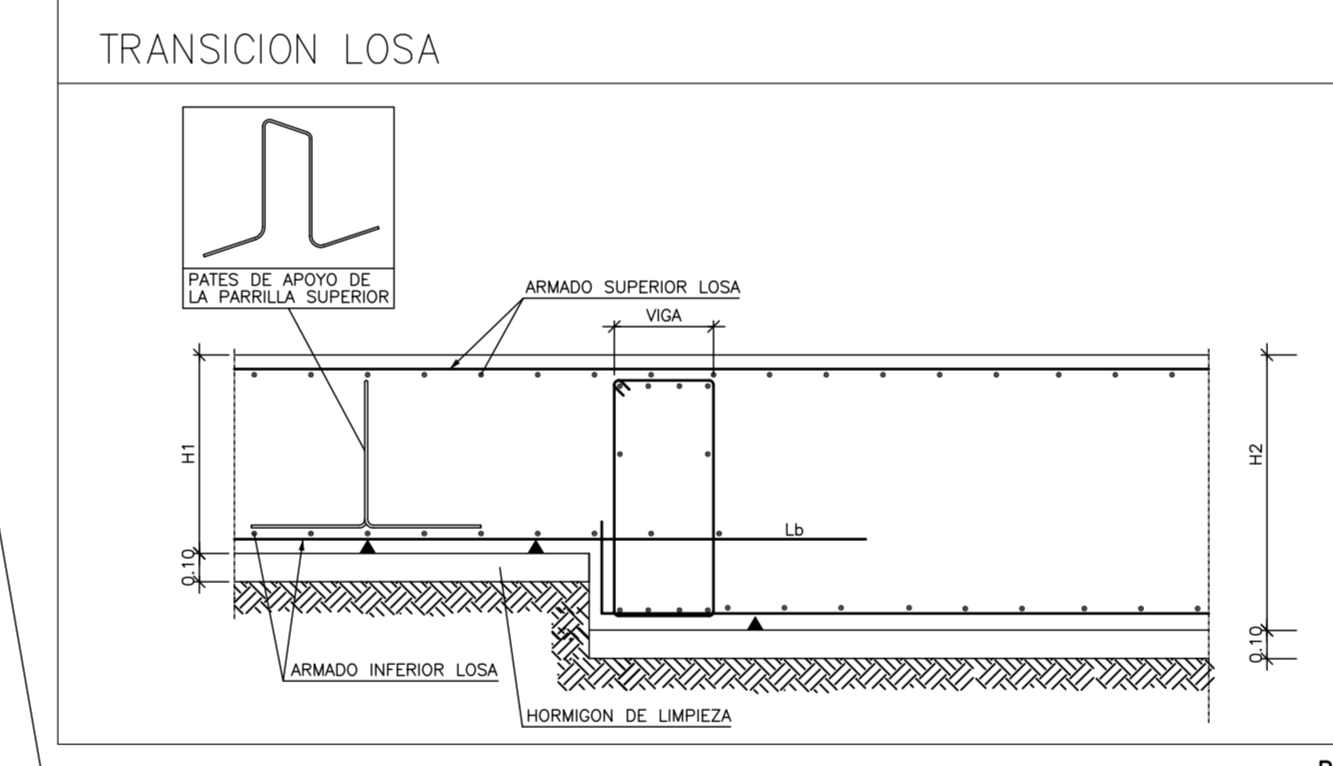 TRANSICION LOSA
PATES DE APOYO DE
LA PARRILLA SUPERIOR
ARMADO SUPERIOR LOSA
VIGA
H1
H2
Lb
0.10
0.10
ARMADO INFERIOR LOSA
HORMIGON DE LIMPIEZA